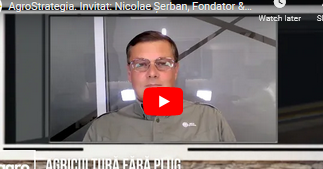 AgroStrategia. Invitat: Nicolae Serban, Fondator &...
Watch later
AGRICULTURA FARA PLUG